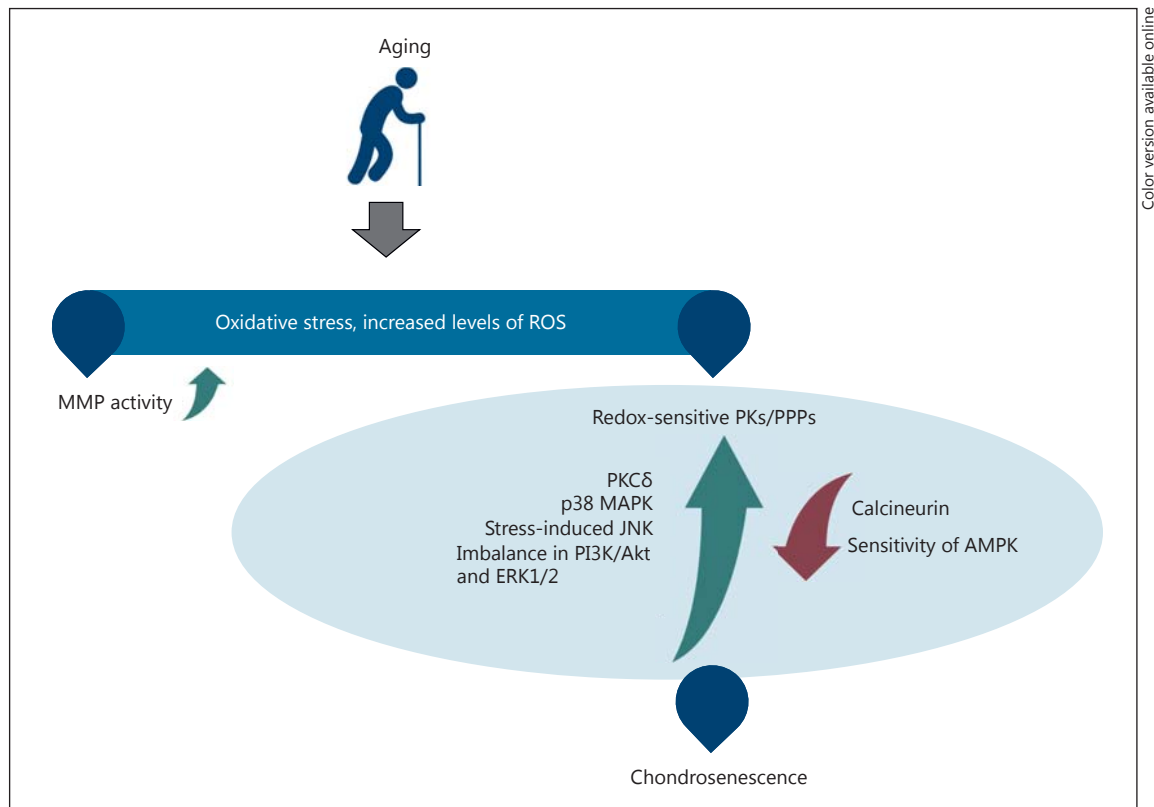 Aging
Oxidative stress, increased levels of ROS
MMP activity
Redox-sensitive PKs/PPPs
PKCδ
p38 MAPK
Stress-induced JNK
Imbalance in PI3K/Akt
and ERK1/2
Calcineurin
Sensitivity of AMPK
Chondrosenescence
Color version available online